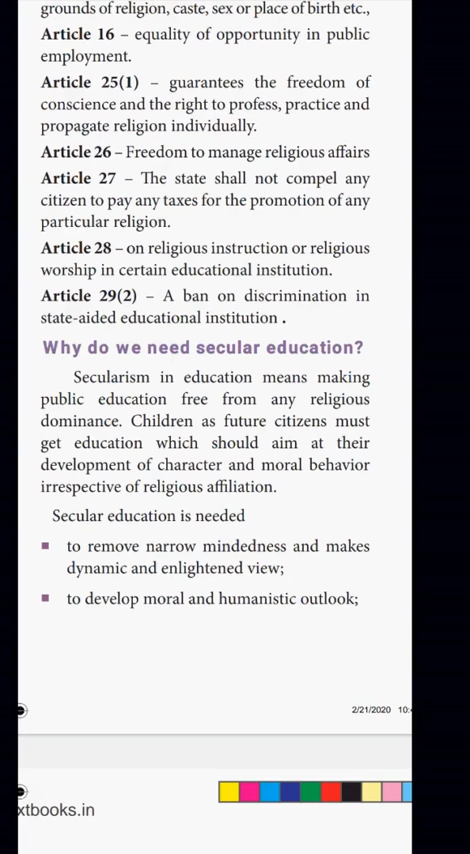 grounds of religion, caste, sex or place of birth etc.,
Article 16 – equality of opportunity in public
employment.
Article 25(1) – guarantees the freedom of
conscience and the right to profess, practice and
propagate religion individually.
Article 26 – Freedom to manage religious affairs
Article 27 – The state shall not compel any
citizen to pay any taxes for the promotion of any
particular religion.
Article 28 – on religious instruction or religious
worship in certain educational institution.
Article 29(2) – A ban on discrimination in
state-aided educational institution .
Why do we need secular education?
Secularism in education means making
public education free from any religious
dominance. Children as future citizens must
get education which should aim at their
development of character and moral behavior
irrespective of religious affiliation.
Secular education is needed
■ to remove narrow mindedness and makes
dynamic and enlightened view;
■ to develop moral and humanistic outlook;
2/21/2020 10:
xtbooks.in